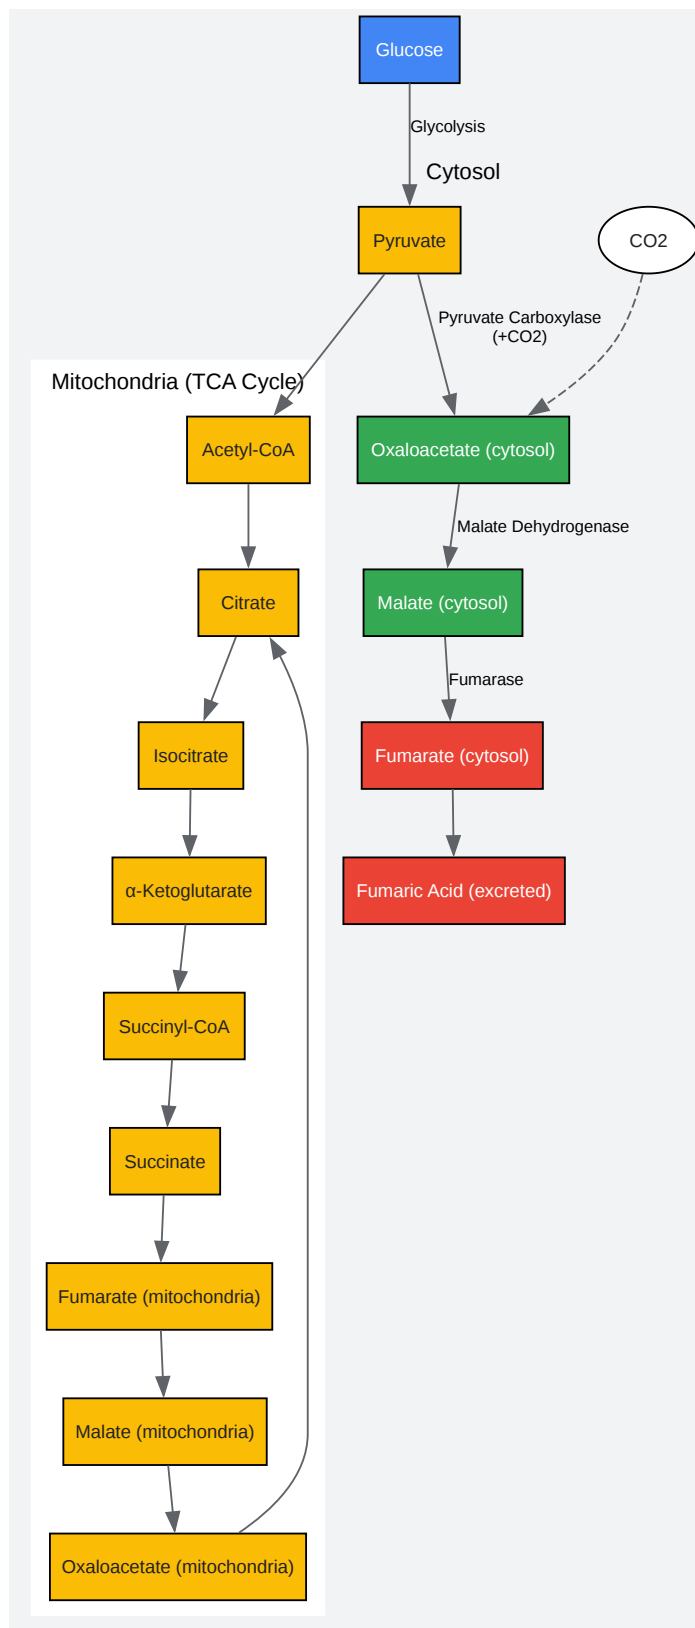 Glucose
Glycolysis
Cytosol
Pyruvate
CO2
Pyruvate Carboxylase
(+CO2)
Mitochondria (TCA Cycle)
Acetyl-CoA
Oxaloacetate (cytosol)
Malate Dehydrogenase
Citrate
Malate (cytosol)
Fumarase
Isocitrate
Fumarate (cytosol)
α-Ketoglutarate
Fumaric Acid (excreted)
Succinyl-CoA
Succinate
Fumarate (mitochondria)
Malate (mitochondria)
Oxaloacetate (mitochondria)